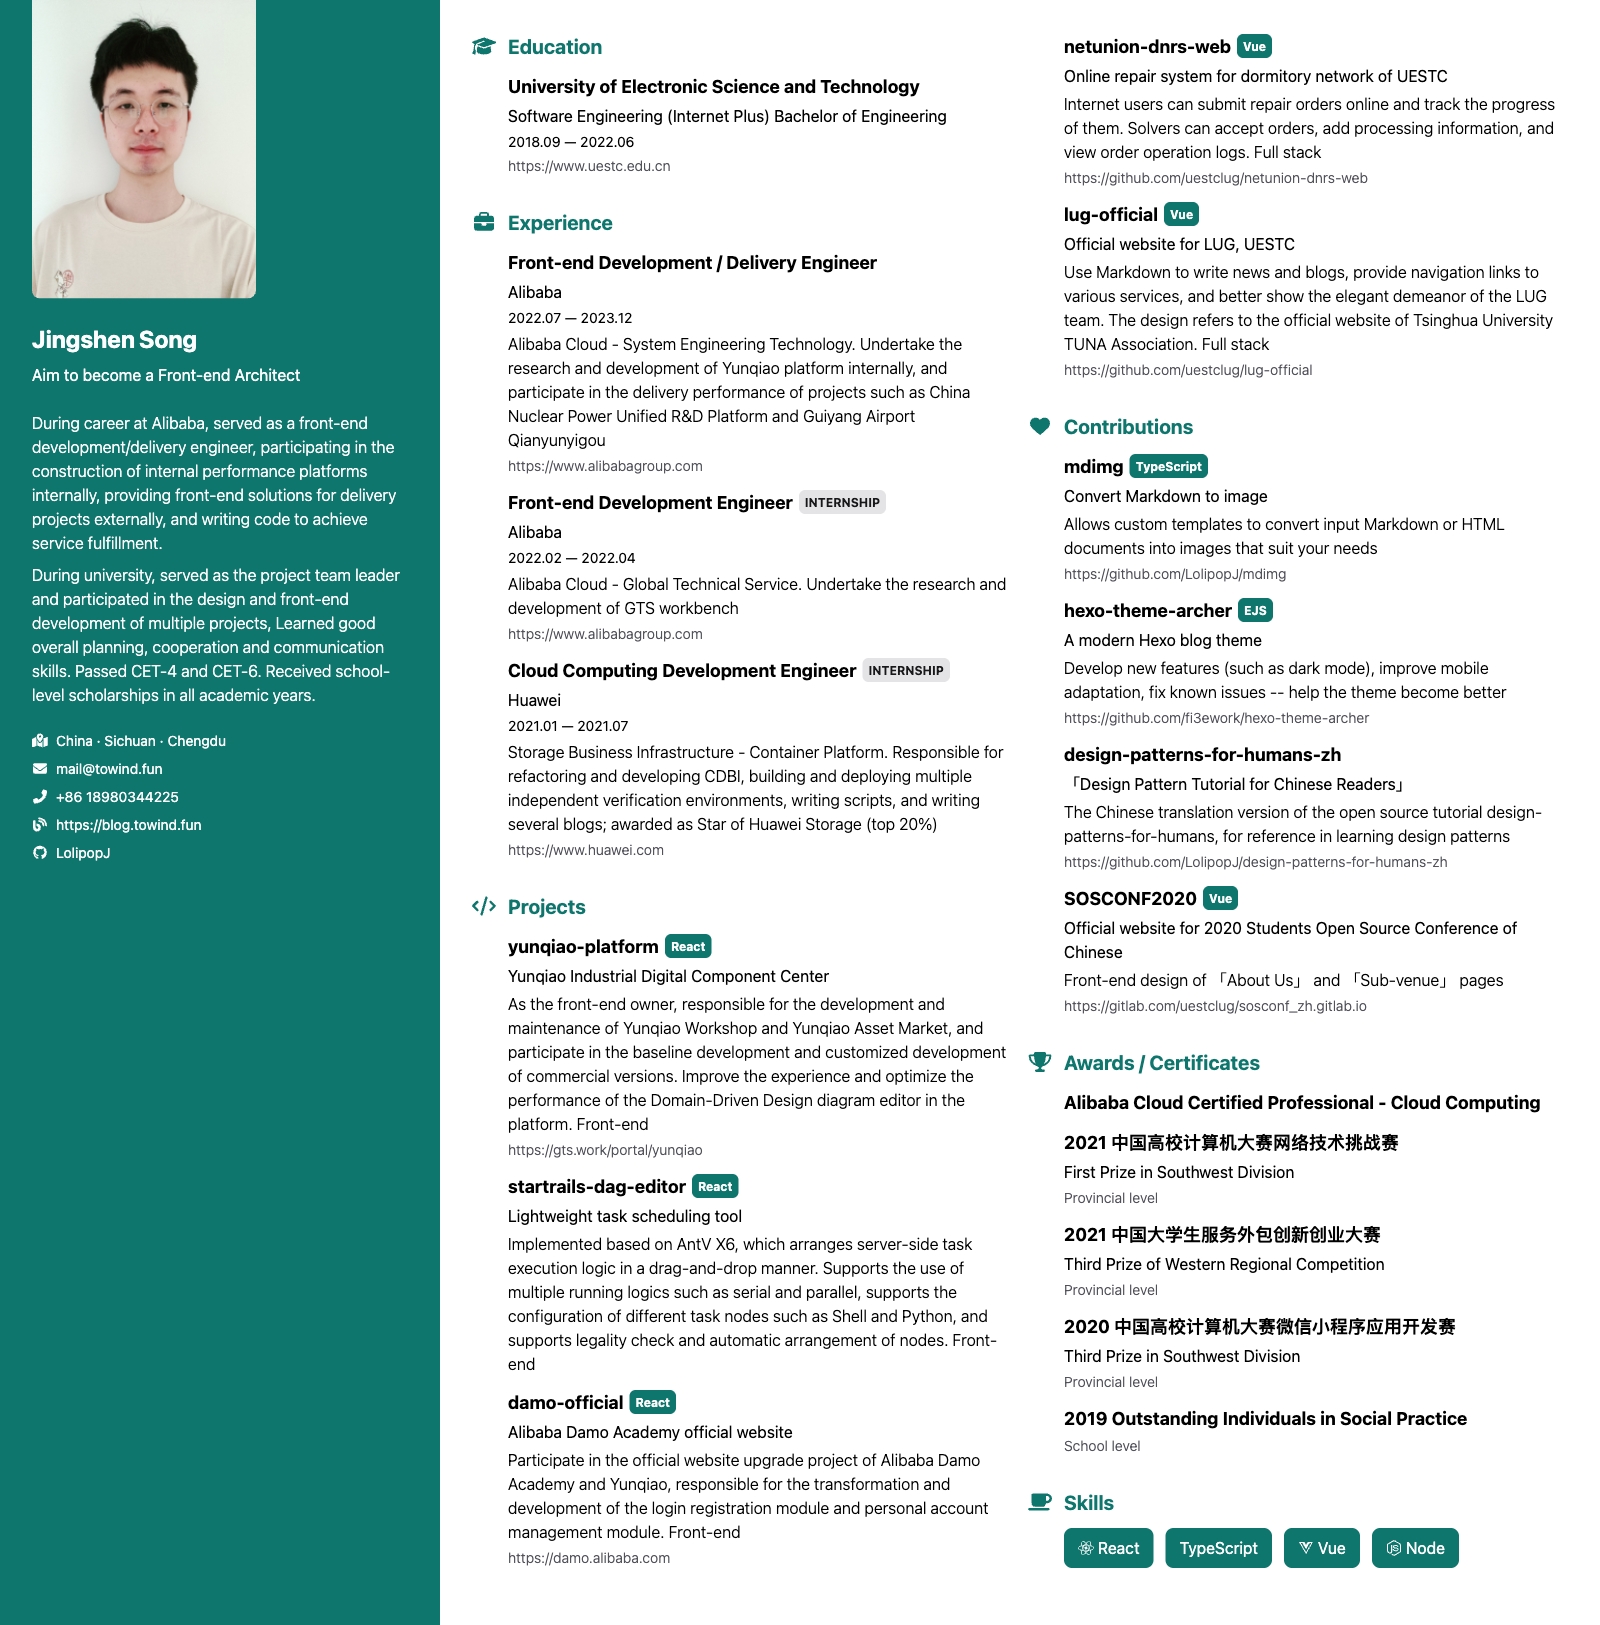 Jingshen Song
Aim to become a Front-end Architect
During career at Alibaba, served as a front-end
development/delivery engineer, participating in the
construction of internal performance platforms
internally, providing front-end solutions for delivery
projects externally, and writing code to achieve
service fulfillment.
During university, served as the project team leader
and participated in the design and front-end
development of multiple projects, Learned good
overall planning, cooperation and communication
skills. Passed CET-4 and CET-6. Received school-
level scholarships in all academic years.
China · Sichuan · Chengdu
mail@towind.fun
+86 18980344225
https://blog.towind.fun
LolipopJ
Education
University of Electronic Science and Technology
Software Engineering (Internet Plus) Bachelor of Engineering
2018.09 — 2022.06
https://www.uestc.edu.cn
Experience
Front-end Development / Delivery Engineer
Alibaba
2022.07 — 2023.12
Alibaba Cloud - System Engineering Technology. Undertake the
research and development of Yunqiao platform internally, and
participate in the delivery performance of projects such as China
Nuclear Power Unified R&D Platform and Guiyang Airport
Qianyunyigou
https://www.alibabagroup.com
Front-end Development Engineer INTERNSHIP
Alibaba
2022.02 — 2022.04
Alibaba Cloud - Global Technical Service. Undertake the research and
development of GTS workbench
https://www.alibabagroup.com
Cloud Computing Development Engineer INTERNSHIP
Huawei
2021.01 — 2021.07
Storage Business Infrastructure - Container Platform. Responsible for
refactoring and developing CDBI, building and deploying multiple
independent verification environments, writing scripts, and writing
several blogs; awarded as Star of Huawei Storage (top 20%)
https://www.huawei.com
Projects
yunqiao-platform React
Yunqiao Industrial Digital Component Center
As the front-end owner, responsible for the development and
maintenance of Yunqiao Workshop and Yunqiao Asset Market, and
participate in the baseline development and customized development
of commercial versions. Improve the experience and optimize the
performance of the Domain-Driven Design diagram editor in the
platform. Front-end
https://gts.work/portal/yunqiao
startrails-dag-editor React
Lightweight task scheduling tool
Implemented based on AntV X6, which arranges server-side task
execution logic in a drag-and-drop manner. Supports the use of
multiple running logics such as serial and parallel, supports the
configuration of different task nodes such as Shell and Python, and
supports legality check and automatic arrangement of nodes. Front-
end
damo-official React
Alibaba Damo Academy official website
Participate in the official website upgrade project of Alibaba Damo
Academy and Yunqiao, responsible for the transformation and
development of the login registration module and personal account
management module. Front-end
https://damo.alibaba.com
netunion-dnrs-web Vue
Online repair system for dormitory network of UESTC
Internet users can submit repair orders online and track the progress
of them. Solvers can accept orders, add processing information, and
view order operation logs. Full stack
https://github.com/uestclug/netunion-dnrs-web
lug-official Vue
Official website for LUG, UESTC
Use Markdown to write news and blogs, provide navigation links to
various services, and better show the elegant demeanor of the LUG
team. The design refers to the official website of Tsinghua University
TUNA Association. Full stack
https://github.com/uestclug/lug-official
Contributions
mdimg TypeScript
Convert Markdown to image
Allows custom templates to convert input Markdown or HTML
documents into images that suit your needs
https://github.com/LolipopJ/mdimg
hexo-theme-archer EJS
A modern Hexo blog theme
Develop new features (such as dark mode), improve mobile
adaptation, fix known issues -- help the theme become better
https://github.com/fi3ework/hexo-theme-archer
design-patterns-for-humans-zh
「Design Pattern Tutorial for Chinese Readers」
The Chinese translation version of the open source tutorial design-
patterns-for-humans, for reference in learning design patterns
https://github.com/LolipopJ/design-patterns-for-humans-zh
SOSCONF2020 Vue
Official website for 2020 Students Open Source Conference of
Chinese
Front-end design of 「About Us」 and 「Sub-venue」 pages
https://gitlab.com/uestclug/sosconf_zh.gitlab.io
Awards / Certificates
Alibaba Cloud Certified Professional - Cloud Computing
2021 中国高校计算机大赛网络技术挑战赛
First Prize in Southwest Division
Provincial level
2021 中国大学生服务外包创新创业大赛
Third Prize of Western Regional Competition
Provincial level
2020 中国高校计算机大赛微信小程序应用开发赛
Third Prize in Southwest Division
Provincial level
2019 Outstanding Individuals in Social Practice
School level
Skills
React TypeScript Vue Node